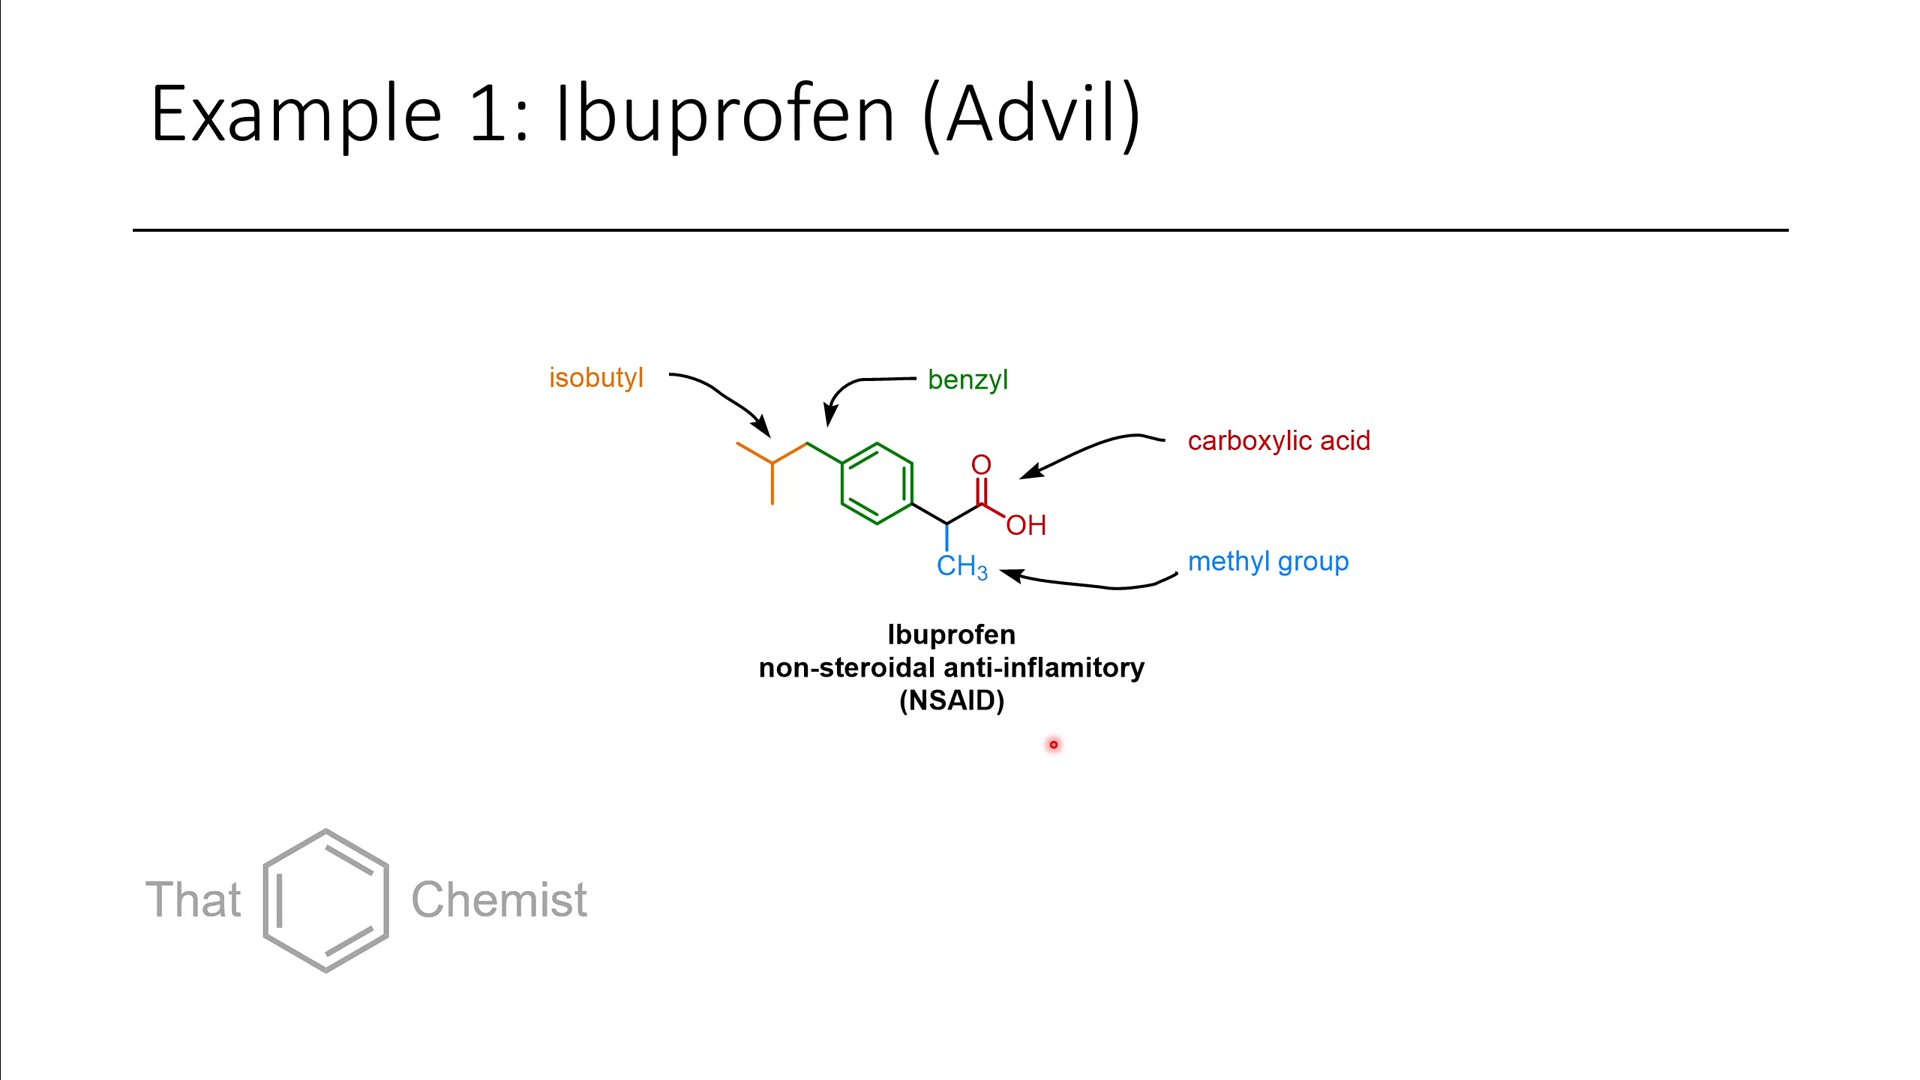 Example 1: Ibuprofen (Advil)
isobutyl
benzyl
carboxylic acid
O
OH
CH₃
methyl group
Ibuprofen
non-steroidal anti-inflamitory
(NSAID)
That Chemist